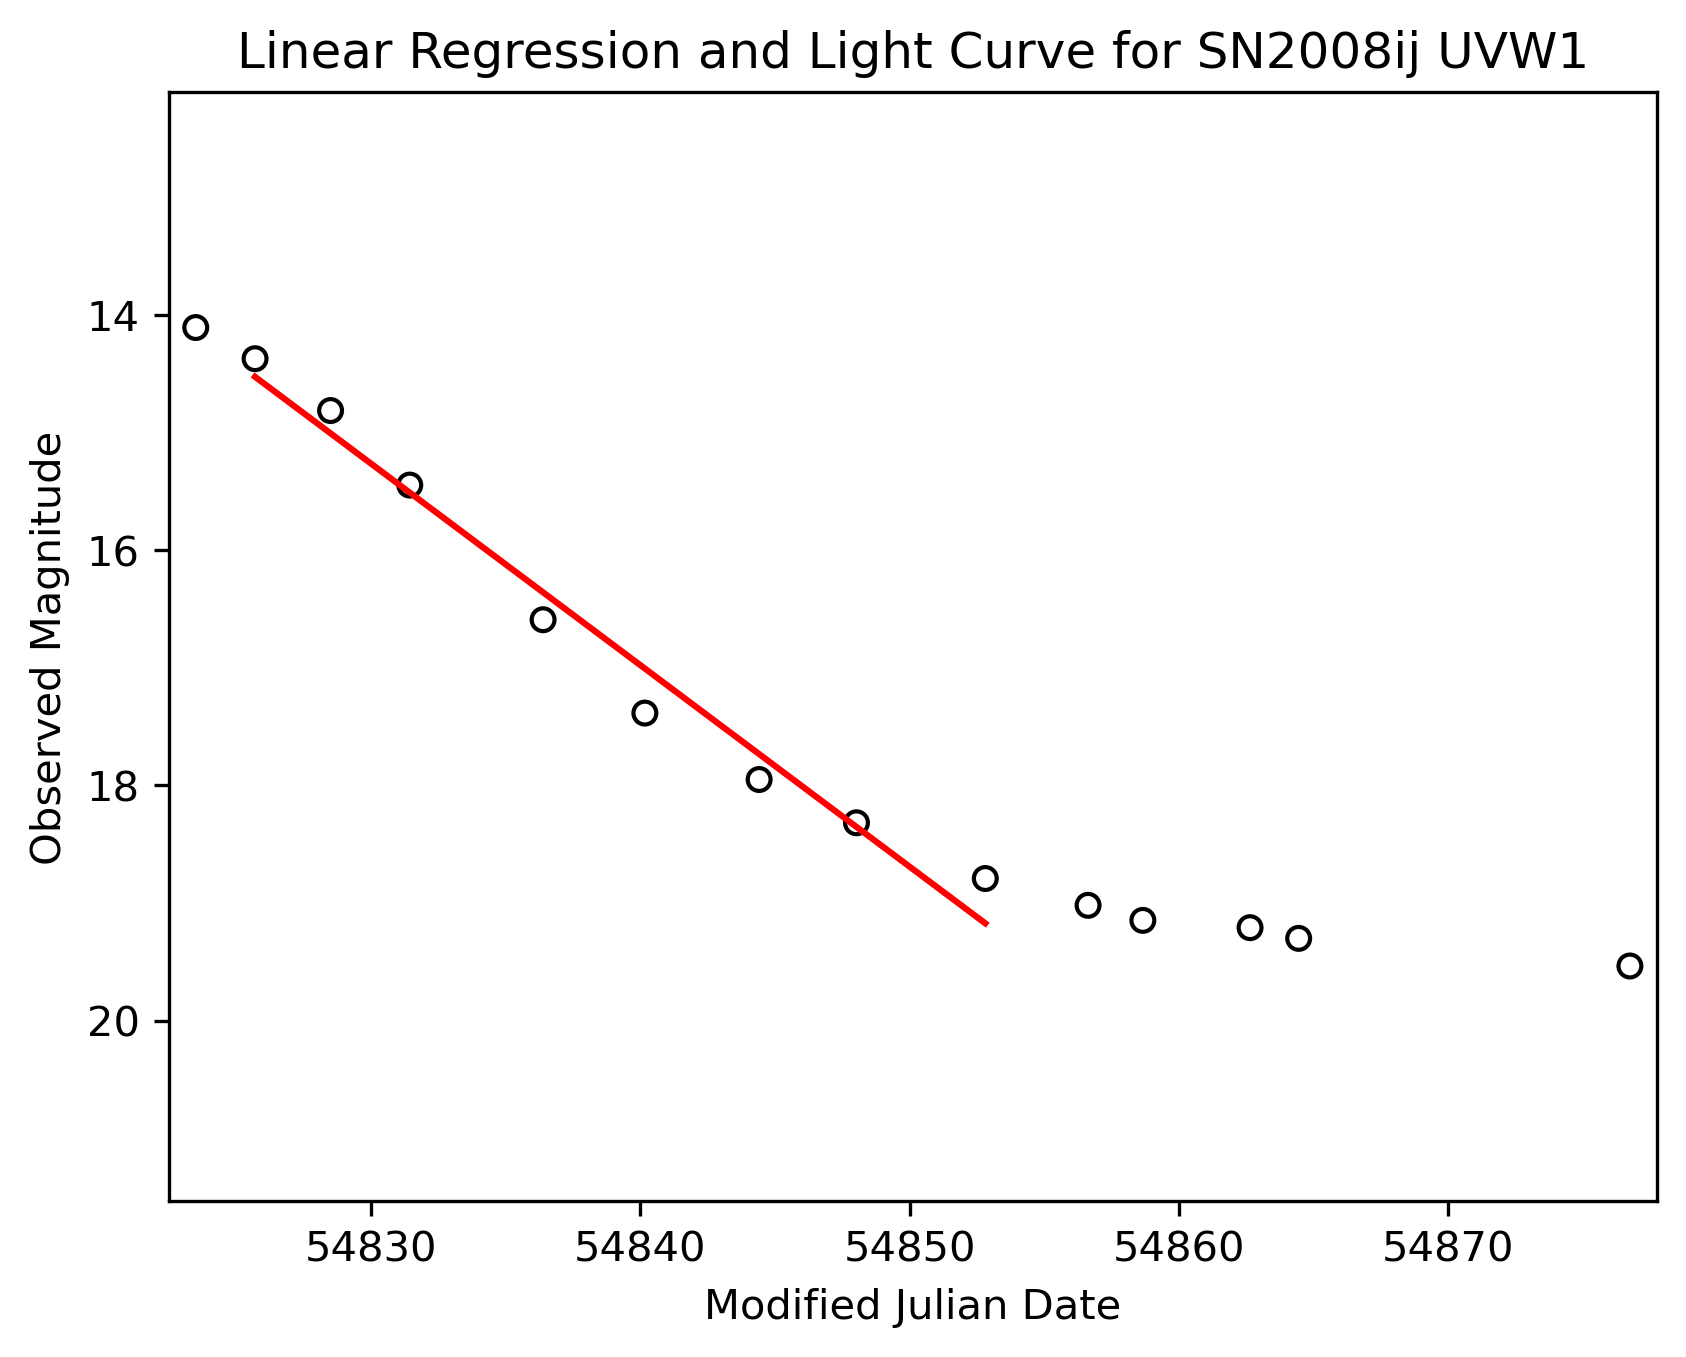 Linear Regression and Light Curve for SN2008ij UVW1
14
16
18
20
Observed Magnitude
54830 54840 54850 54860 54870
Modified Julian Date